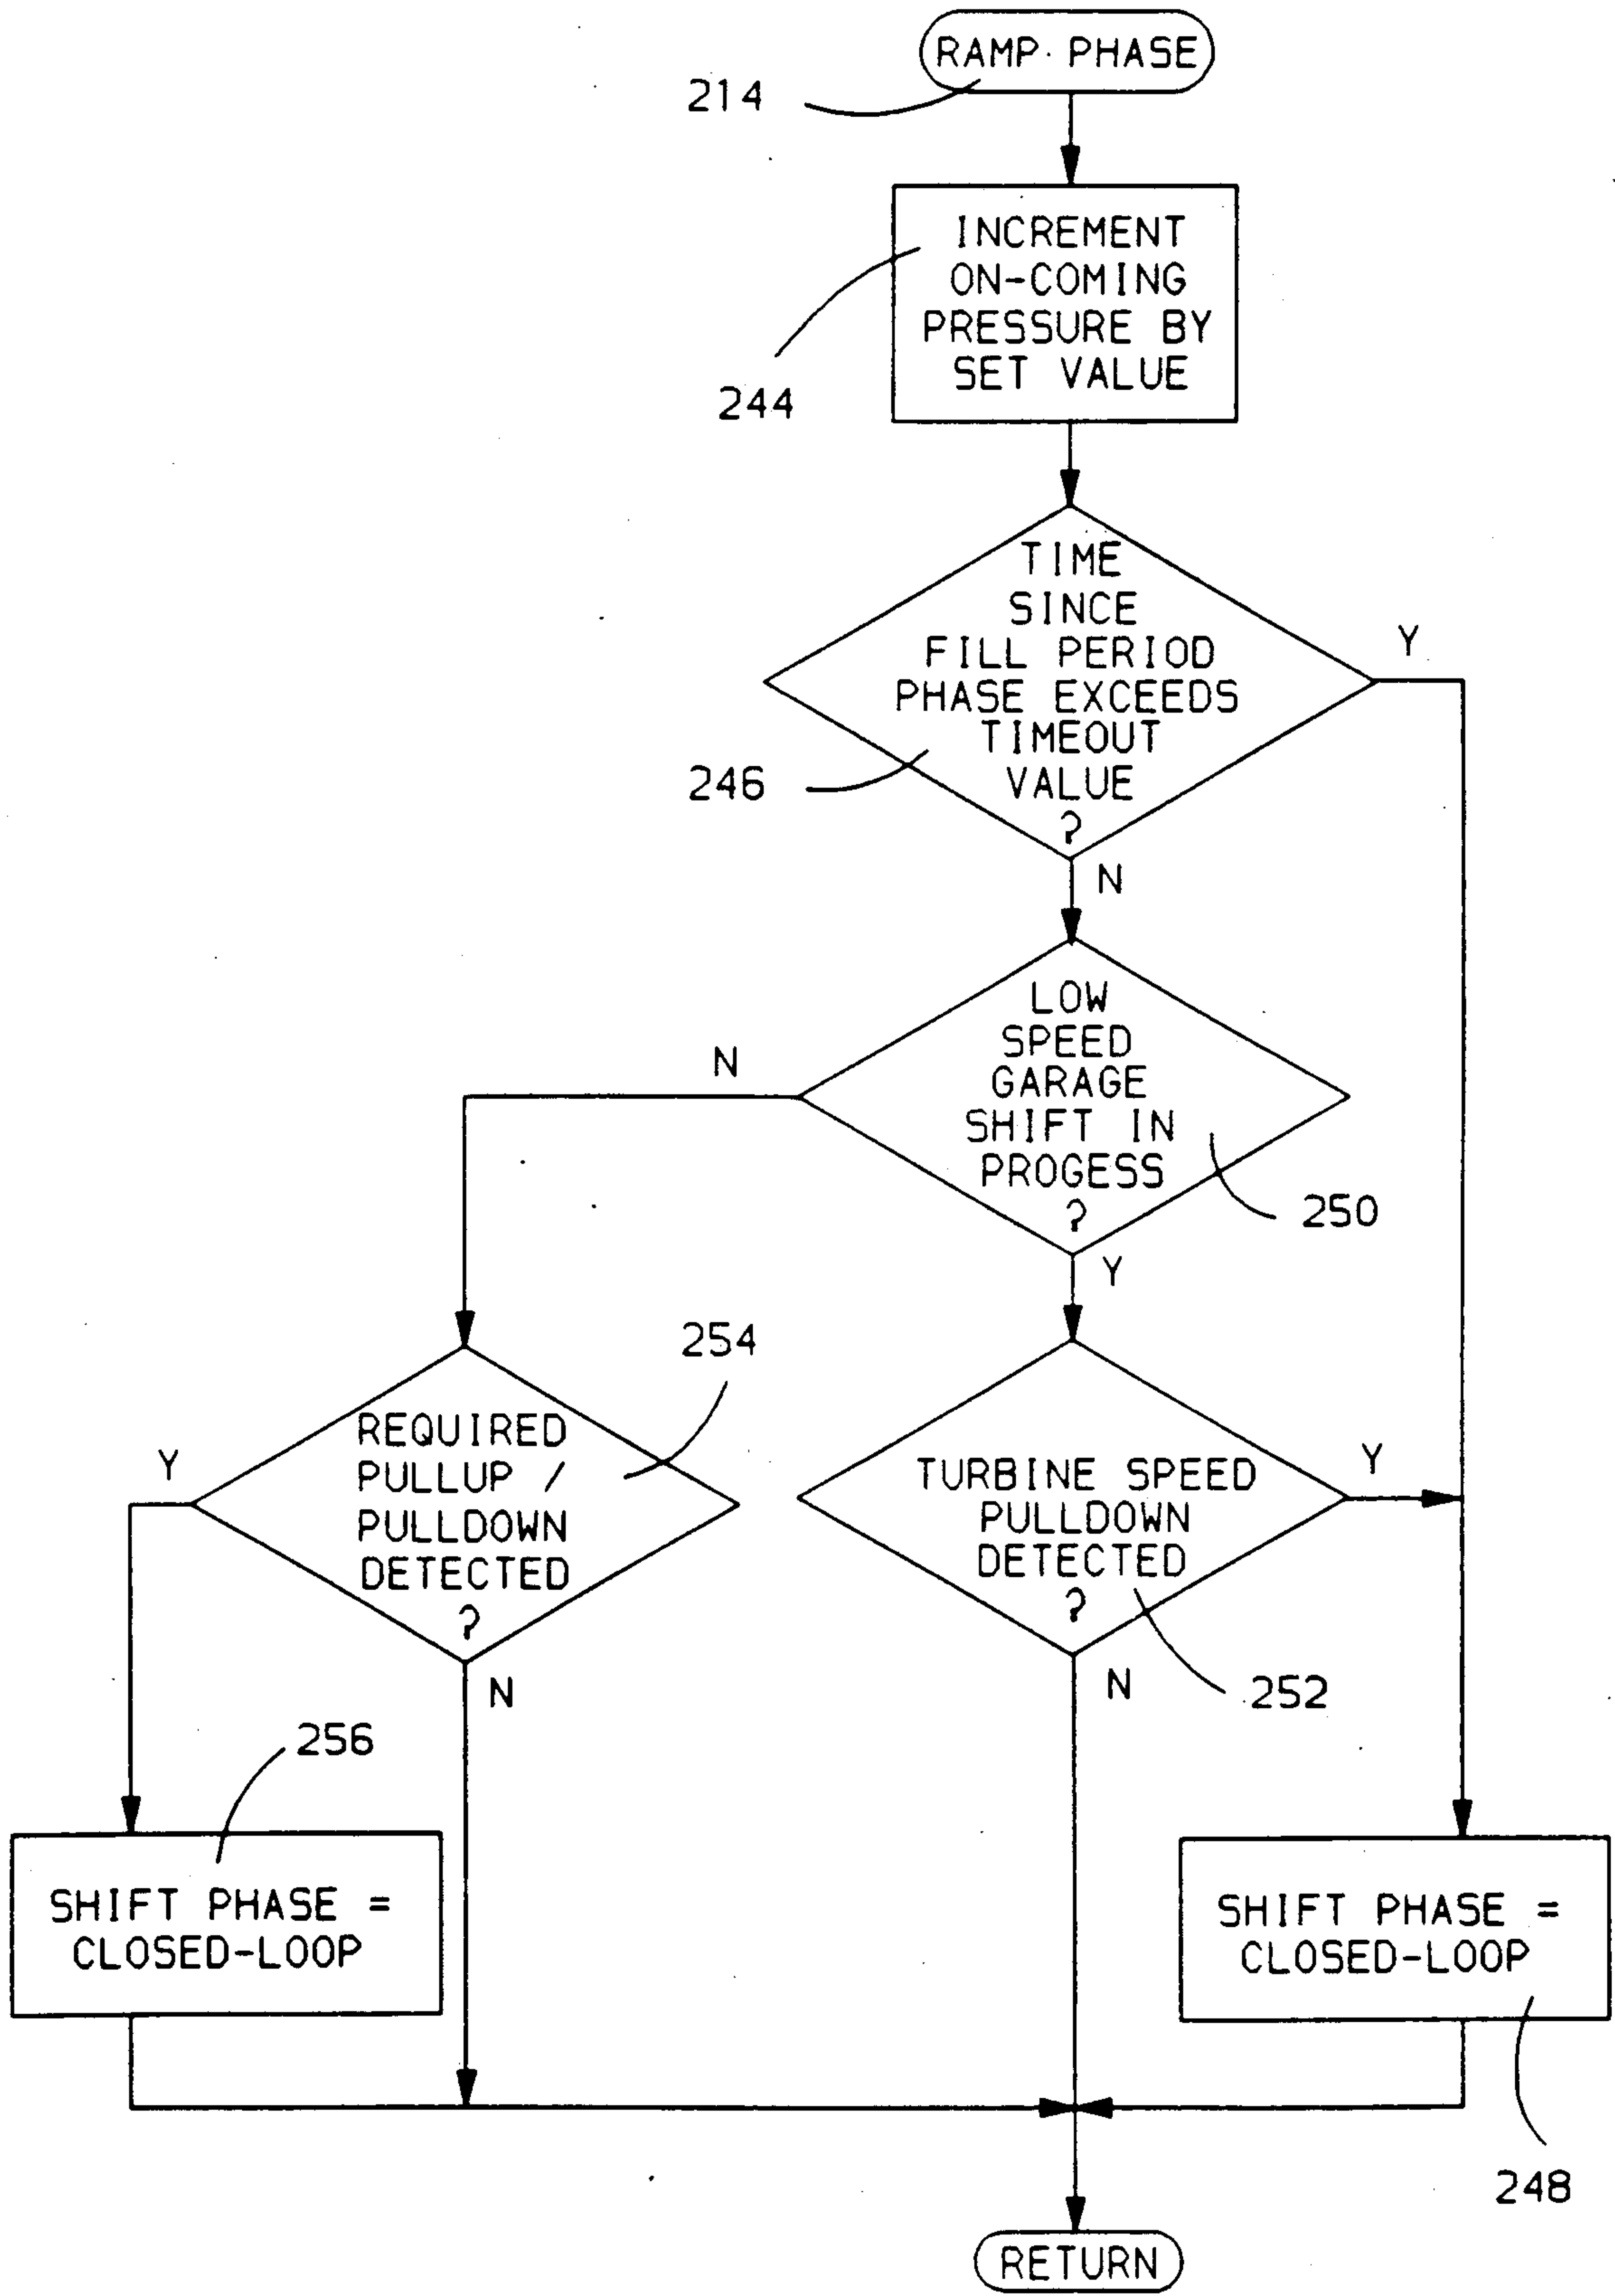 RAMP PHASE
214
INCREMENT
ON-COMING
PRESSURE BY
SET VALUE
244
TIME
SINCE
FILL PERIOD
PHASE EXCEEDS
TIMEOUT
VALUE
?
Y
246
N
LOW
SPEED
GARAGE
SHIFT IN
PROGESS
?
N
250
Y
254
REQUIRED
PULLUP /
PULLDOWN
DETECTED
?
Y
N
TURBINE SPEED
PULLDOWN
DETECTED
?
Y
N
252
256
SHIFT PHASE =
CLOSED-LOOP
SHIFT PHASE =
CLOSED-LOOP
248
RETURN